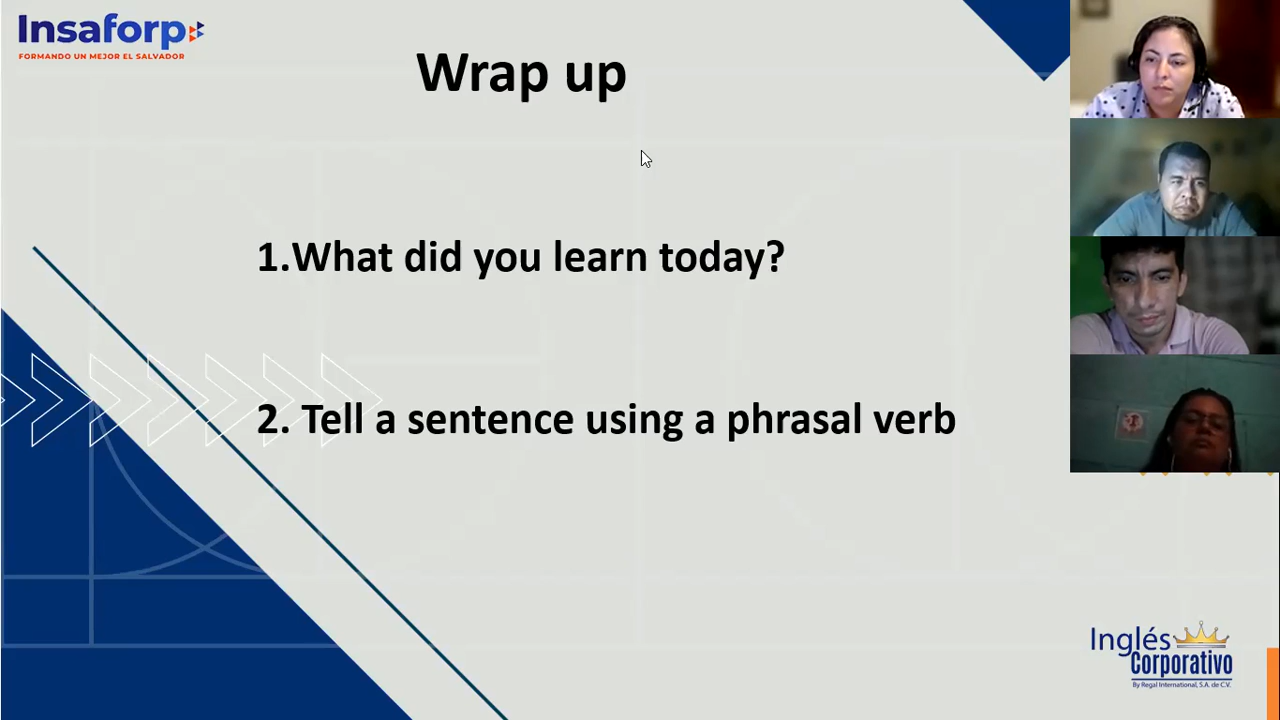 Insaforp
FORMANDO UN MEJOR EL SALVADOR
Wrap up
1.What did you learn today?
2. Tell a sentence using a phrasal verb
Inglés
Corporativo
By Regal International, S.A. de C.V.